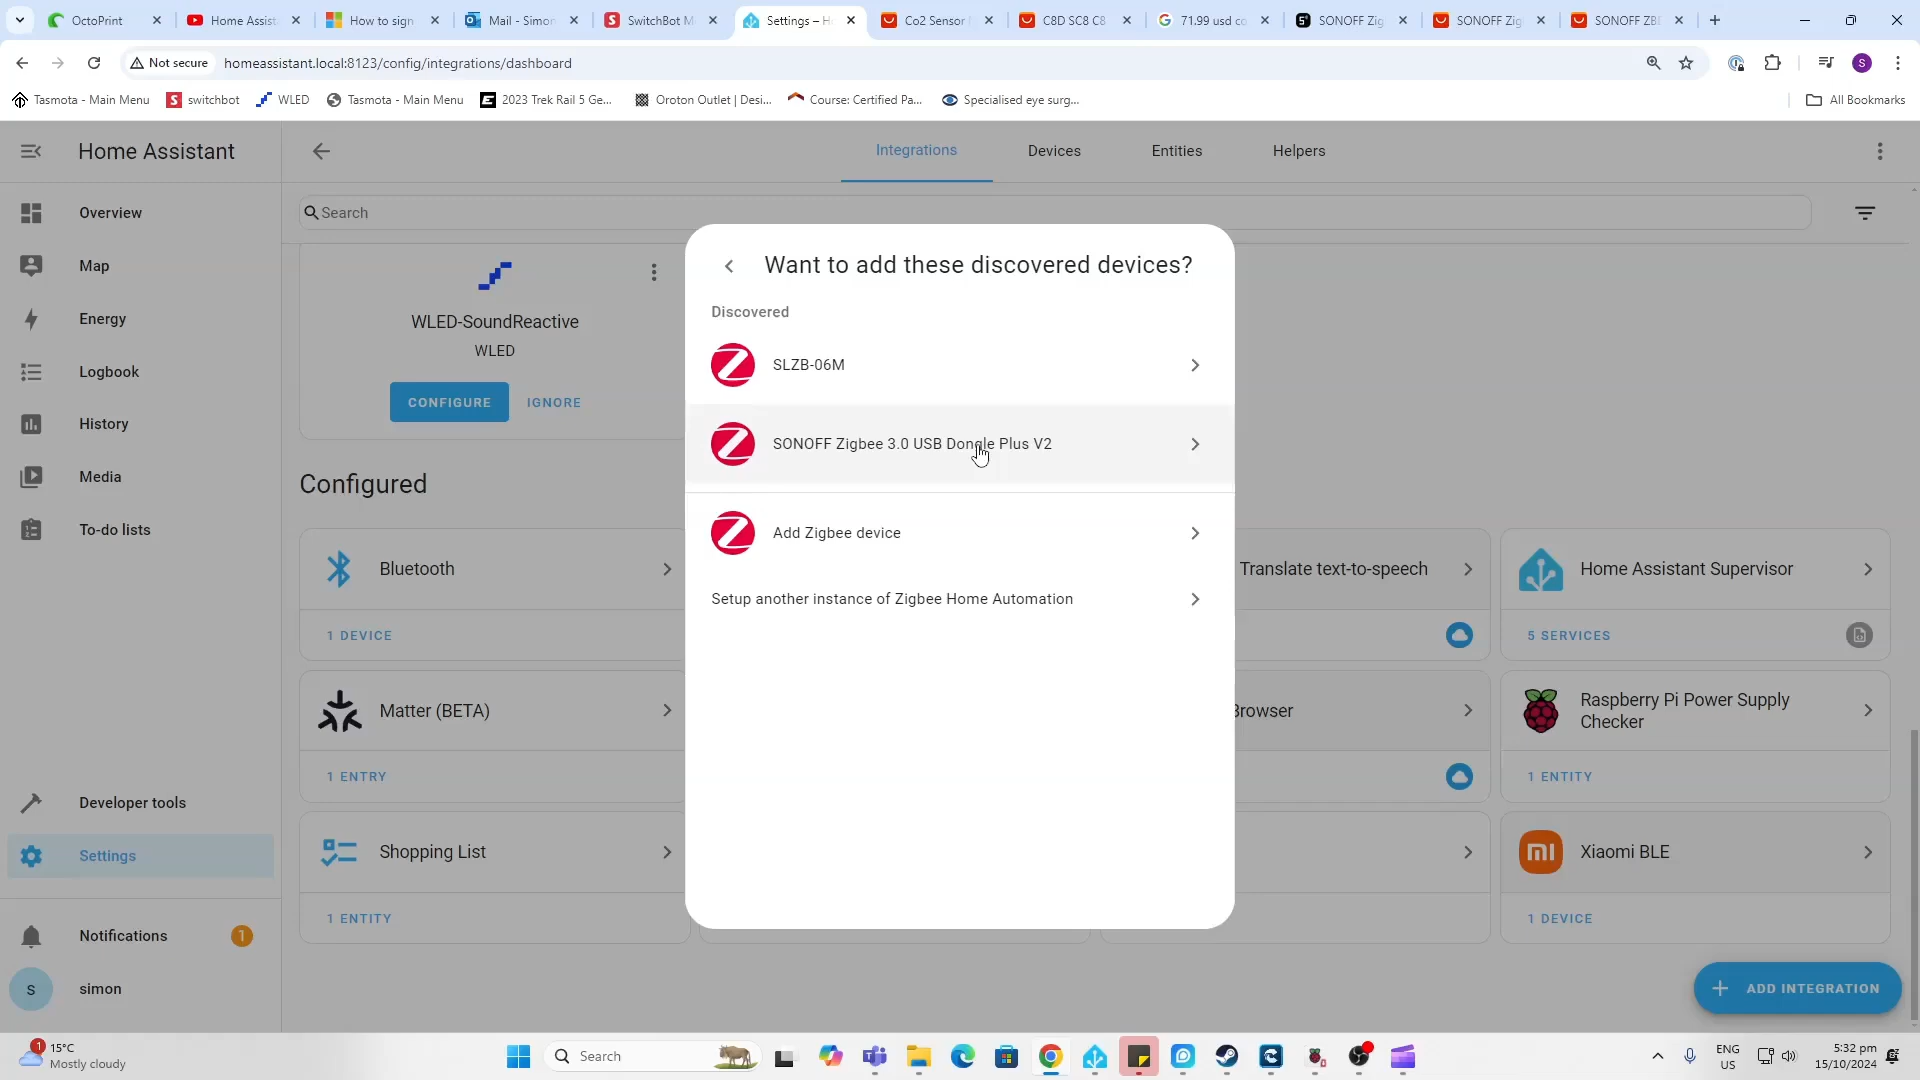 OctoPrint
Home Assist
How to sign
Mail - Simon
SwitchBot M
Settings – H
Co2 Sensor
C8D SC8 C8
71.99 usd co
SONOFF Zig
SONOFF Zig
SONOFF ZBD
Not secure
homeassistant.local:8123/config/integrations/dashboard
S
Tasmota - Main Menu
switchbot
WLED
Tasmota - Main Menu
2023 Trek Rail 5 Ge...
Oroton Outlet | Desi...
Course: Certified Pa...
Specialised eye surg...
All Bookmarks
Home Assistant
Integrations
Devices
Entities
Helpers
Overview
Map
Energy
Logbook
History
Media
To-do lists
Developer tools
Settings
Notifications
1
s
simon
Search
WLED-SoundReactive
WLED
CONFIGURE
IGNORE
Configured
Bluetooth
1 DEVICE
Translate text-to-speech
Home Assistant Supervisor
5 SERVICES
Matter (BETA)
1 ENTRY
Browser
Raspberry Pi Power Supply
Checker
1 ENTITY
Shopping List
1 ENTITY
Xiaomi BLE
1 DEVICE
ADD INTEGRATION
Want to add these discovered devices?
Discovered
SLZB-06M
SONOFF Zigbee 3.0 USB Dongle Plus V2
Add Zigbee device
Setup another instance of Zigbee Home Automation
1
15°C
Mostly cloudy
Search
ENG
US
5:32 pm
15/10/2024